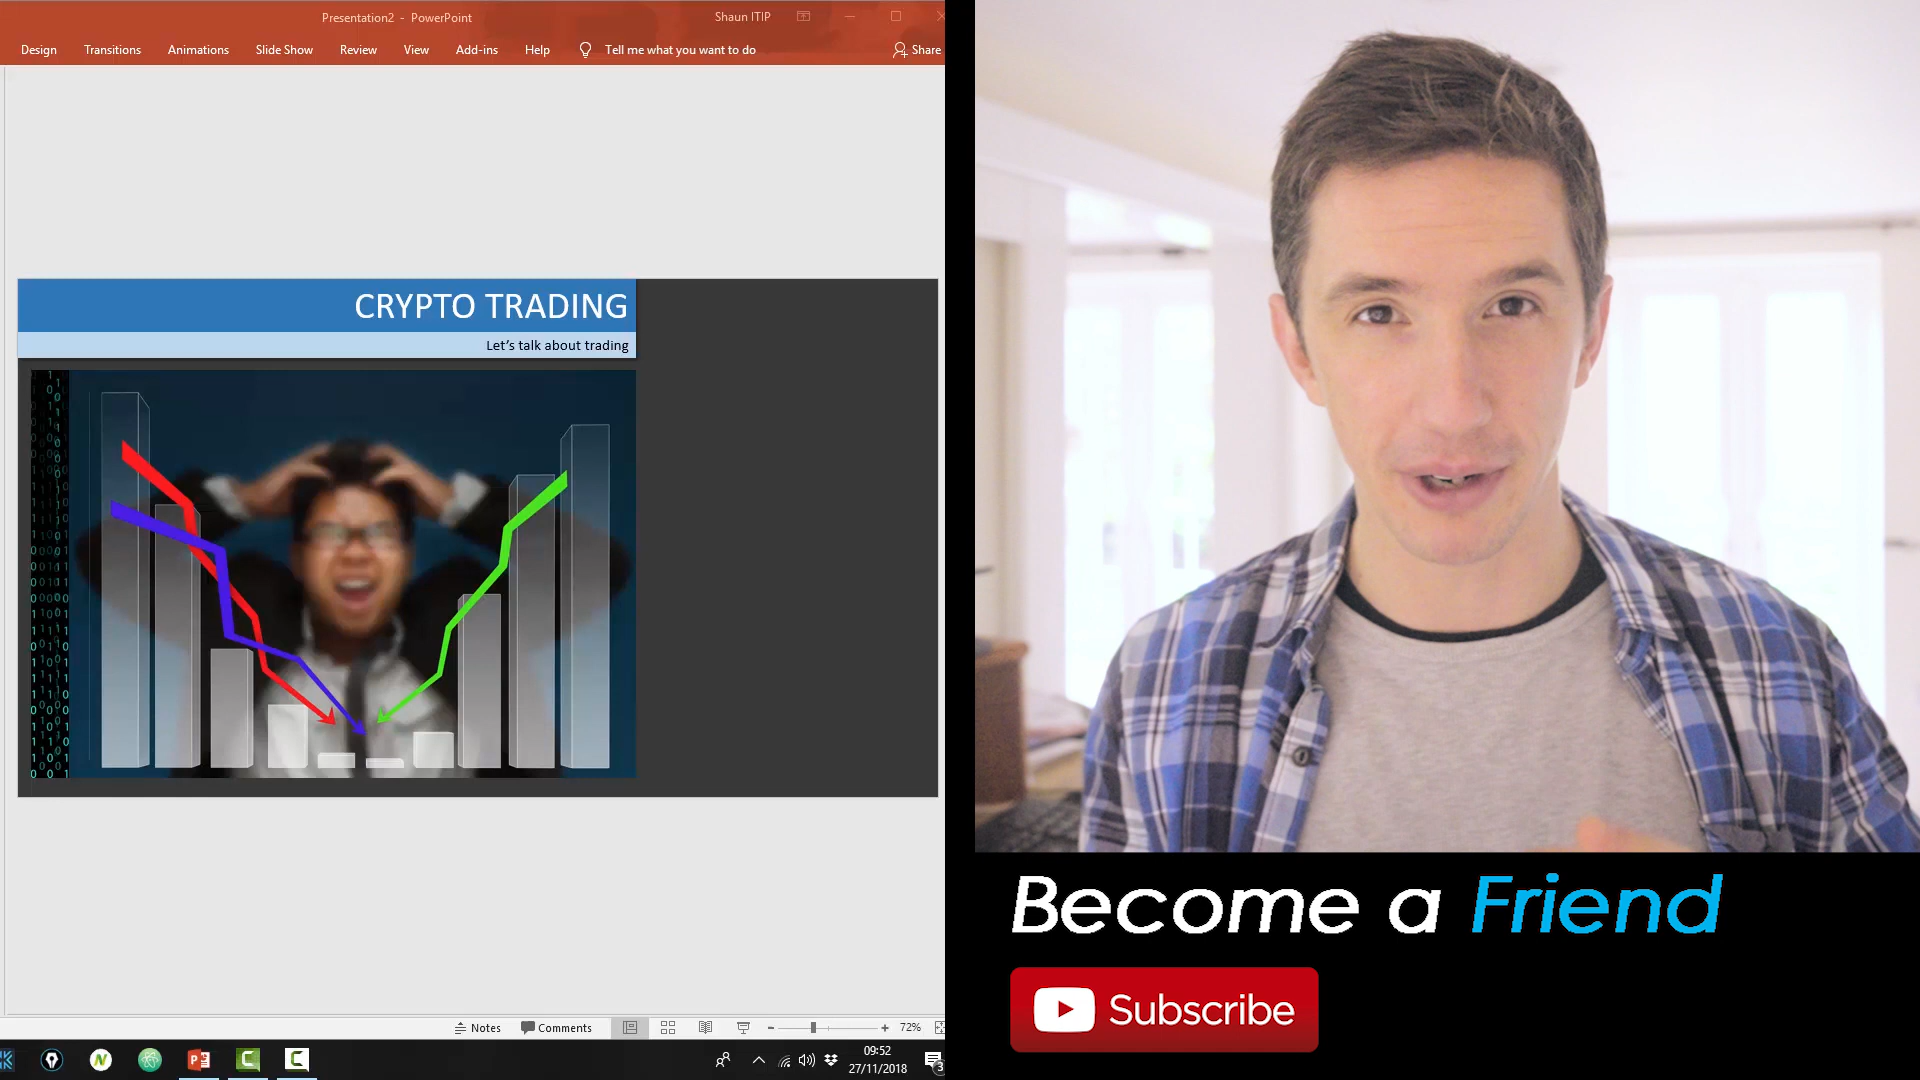 Presentation2 - PowerPoint
Shaun ITIP
Design
Transitions
Animations
Slide Show
Review
View
Add-ins
Help
Tell me what you want to do
Share
CRYPTO TRADING
Let's talk about trading
Become a Friend
Subscribe
Notes
Comments
72%
09:52
27/11/2018
3